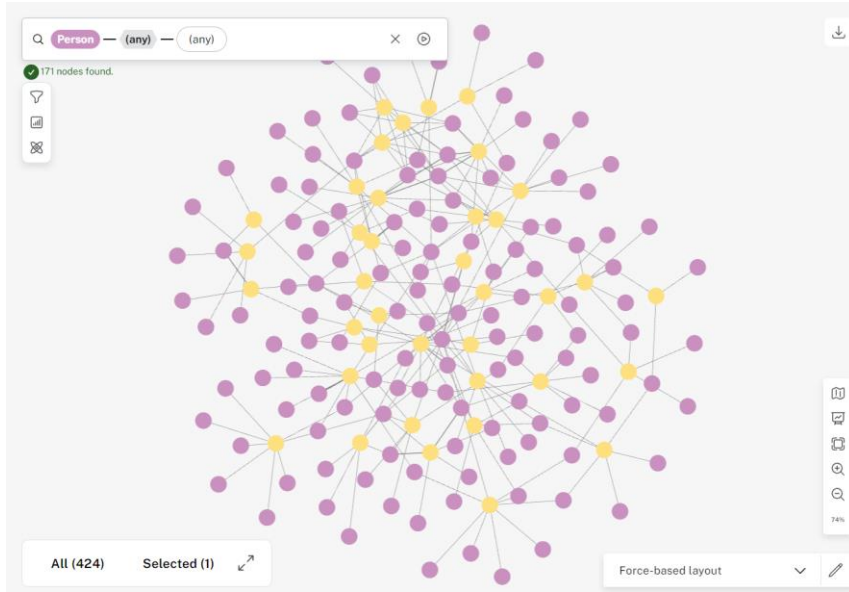 Person — (any) — (any)
171 nodes found.
74%
All (424) Selected (1)
Force-based layout